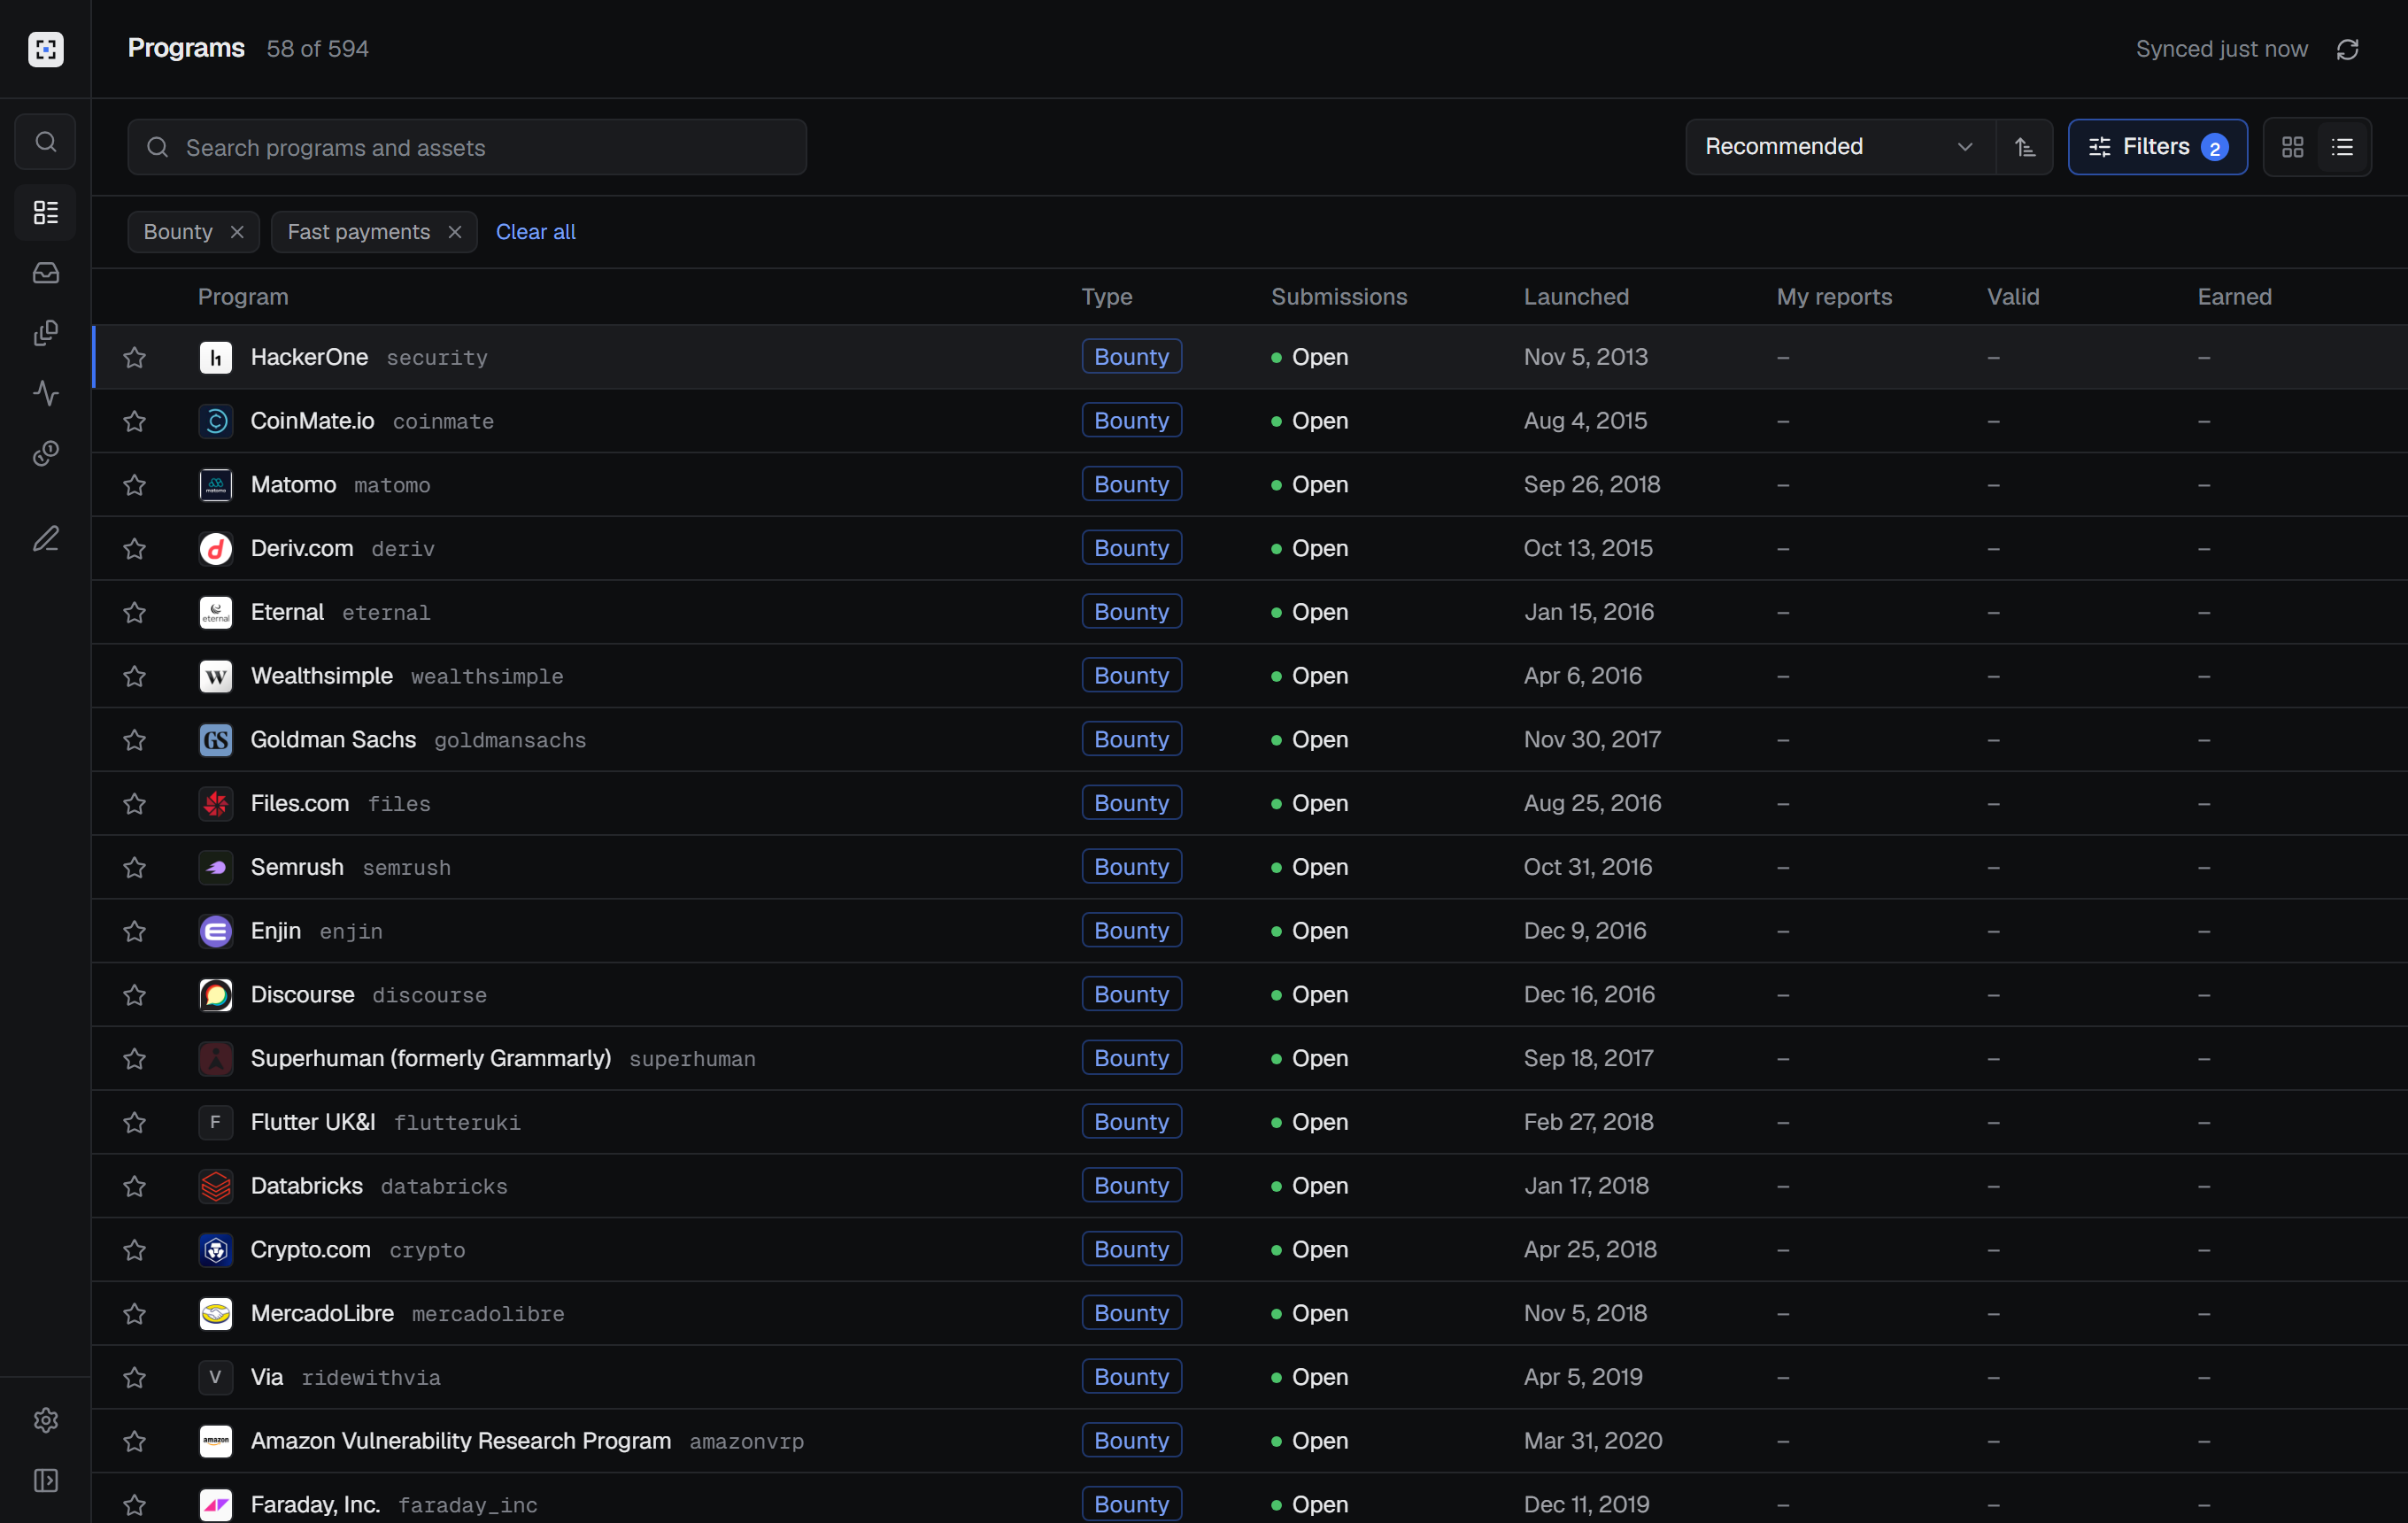 Programs 58 of 594 Synced just now
Search programs and assets Recommended Filters 2
Bounty Fast payments Clear all
Program Type Submissions Launched My reports Valid Earned
h1 HackerOne security Bounty Open Nov 5, 2013 – – –
CoinMate.io coinmate Bounty Open Aug 4, 2015 – – –
matomo Matomo matomo Bounty Open Sep 26, 2018 – – –
d Deriv.com deriv Bounty Open Oct 13, 2015 – – –
eternal Eternal eternal Bounty Open Jan 15, 2016 – – –
W Wealthsimple wealthsimple Bounty Open Apr 6, 2016 – – –
GS Goldman Sachs goldmansachs Bounty Open Nov 30, 2017 – – –
Files.com files Bounty Open Aug 25, 2016 – – –
Semrush semrush Bounty Open Oct 31, 2016 – – –
Enjin enjin Bounty Open Dec 9, 2016 – – –
Discourse discourse Bounty Open Dec 16, 2016 – – –
Superhuman (formerly Grammarly) superhuman Bounty Open Sep 18, 2017 – – –
F Flutter UK&I flutteruki Bounty Open Feb 27, 2018 – – –
Databricks databricks Bounty Open Jan 17, 2018 – – –
Crypto.com crypto Bounty Open Apr 25, 2018 – – –
MercadoLibre mercadolibre Bounty Open Nov 5, 2018 – – –
V Via ridewithvia Bounty Open Apr 5, 2019 – – –
amazon Amazon Vulnerability Research Program amazonvrp Bounty Open Mar 31, 2020 – – –
Faraday, Inc. faraday_inc Bounty Open Dec 11, 2019 – – –